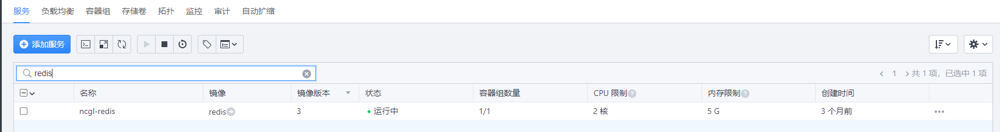 服务 负载均衡 容器组 存储卷 拓扑 监控 审计 自动扩缩
添加服务
redis
1 共 1 项，已选中 1 项
名称 镜像 镜像版本 状态 容器组数量 CPU 限制 ? 内存限制 ? 创建时间
ncgl-redis redis 3 运行中 1/1 2 核 5 G 3 个月前